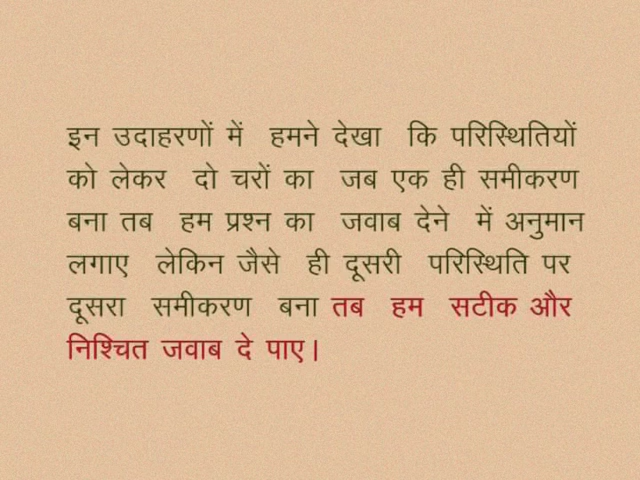 इन उदाहरणों में हमने देखा कि परिस्थितियों
को लेकर दो चरों का जब एक ही समीकरण
बना तब हम प्रश्न का जवाब देने में अनुमान
लगाए लेकिन जैसे ही दूसरी परिस्थिति पर
दूसरा समीकरण बना तब हम सटीक और
निश्चित जवाब दे पाए।